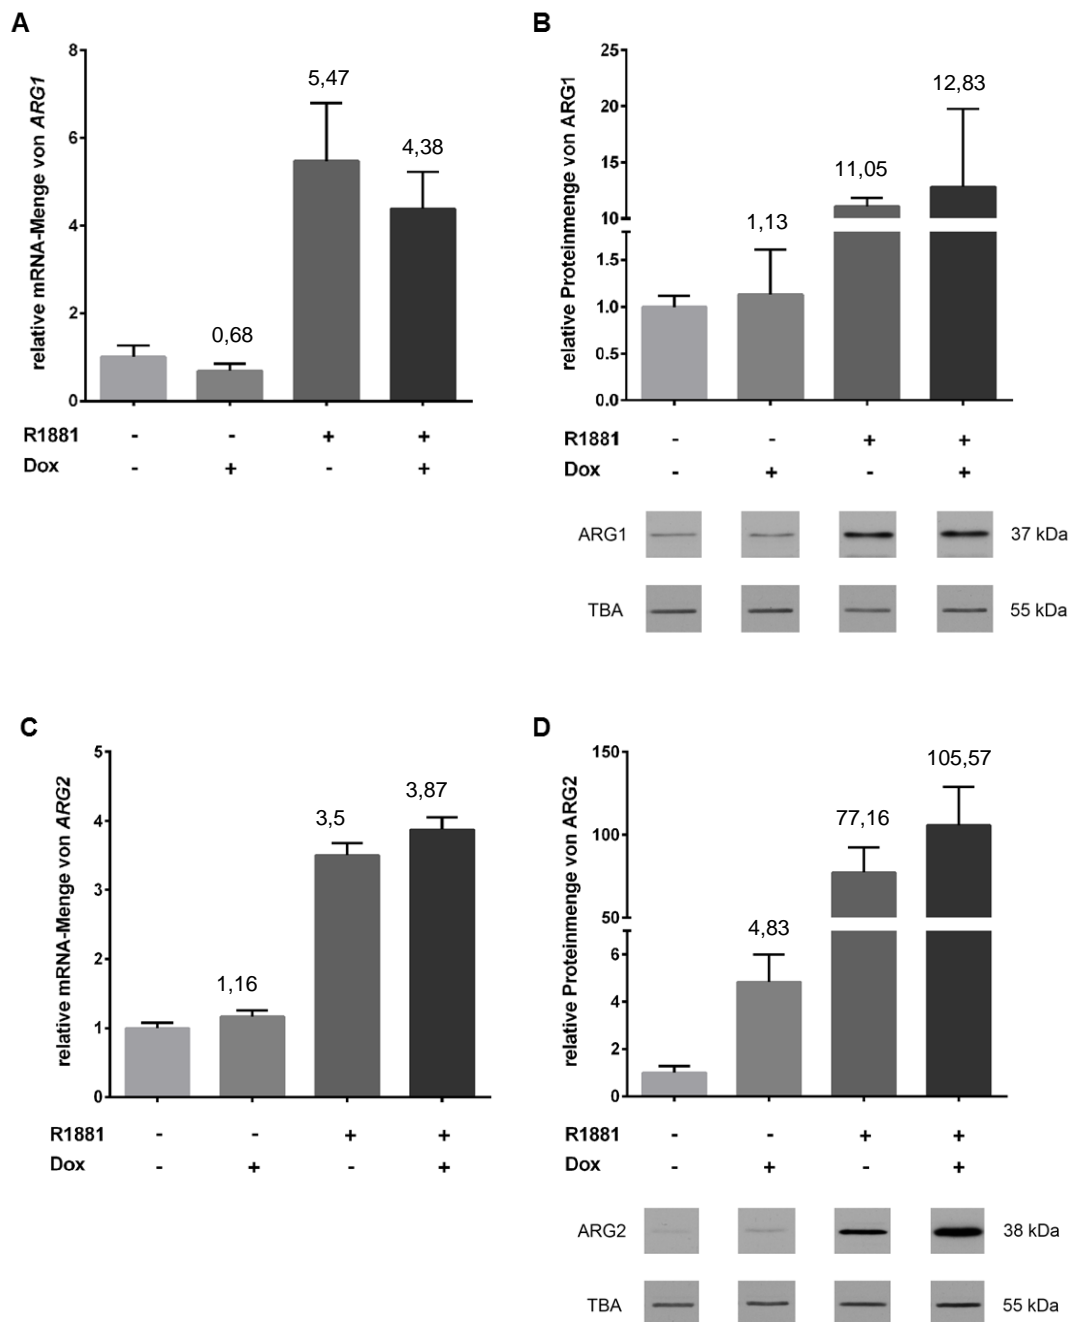 A
relative mRNA-Menge von ARG1
8
6
4
2
0
0,68
5,47
4,38
R1881 - - + +
Dox - + - +
B
relative Proteinmenge von ARG1
25
20
15
10
1.5
1.0
0.5
0.0
1,13
11,05
12,83
R1881 - - + +
Dox - + - +
ARG1 37 kDa
TBA 55 kDa
C
relative mRNA-Menge von ARG2
5
4
3
2
1
0
1,16
3,5
3,87
R1881 - - + +
Dox - + - +
D
relative Proteinmenge von ARG2
150
100
50
6
4
2
0
4,83
77,16
105,57
R1881 - - + +
Dox - + - +
ARG2 38 kDa
TBA 55 kDa